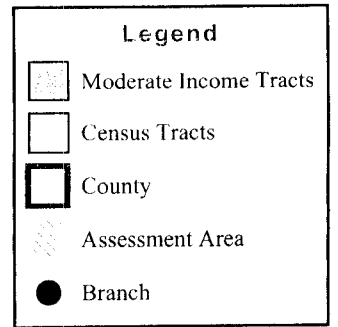 Legend
Moderate Income Tracts
Census Tracts
County
Assessment Area
Branch